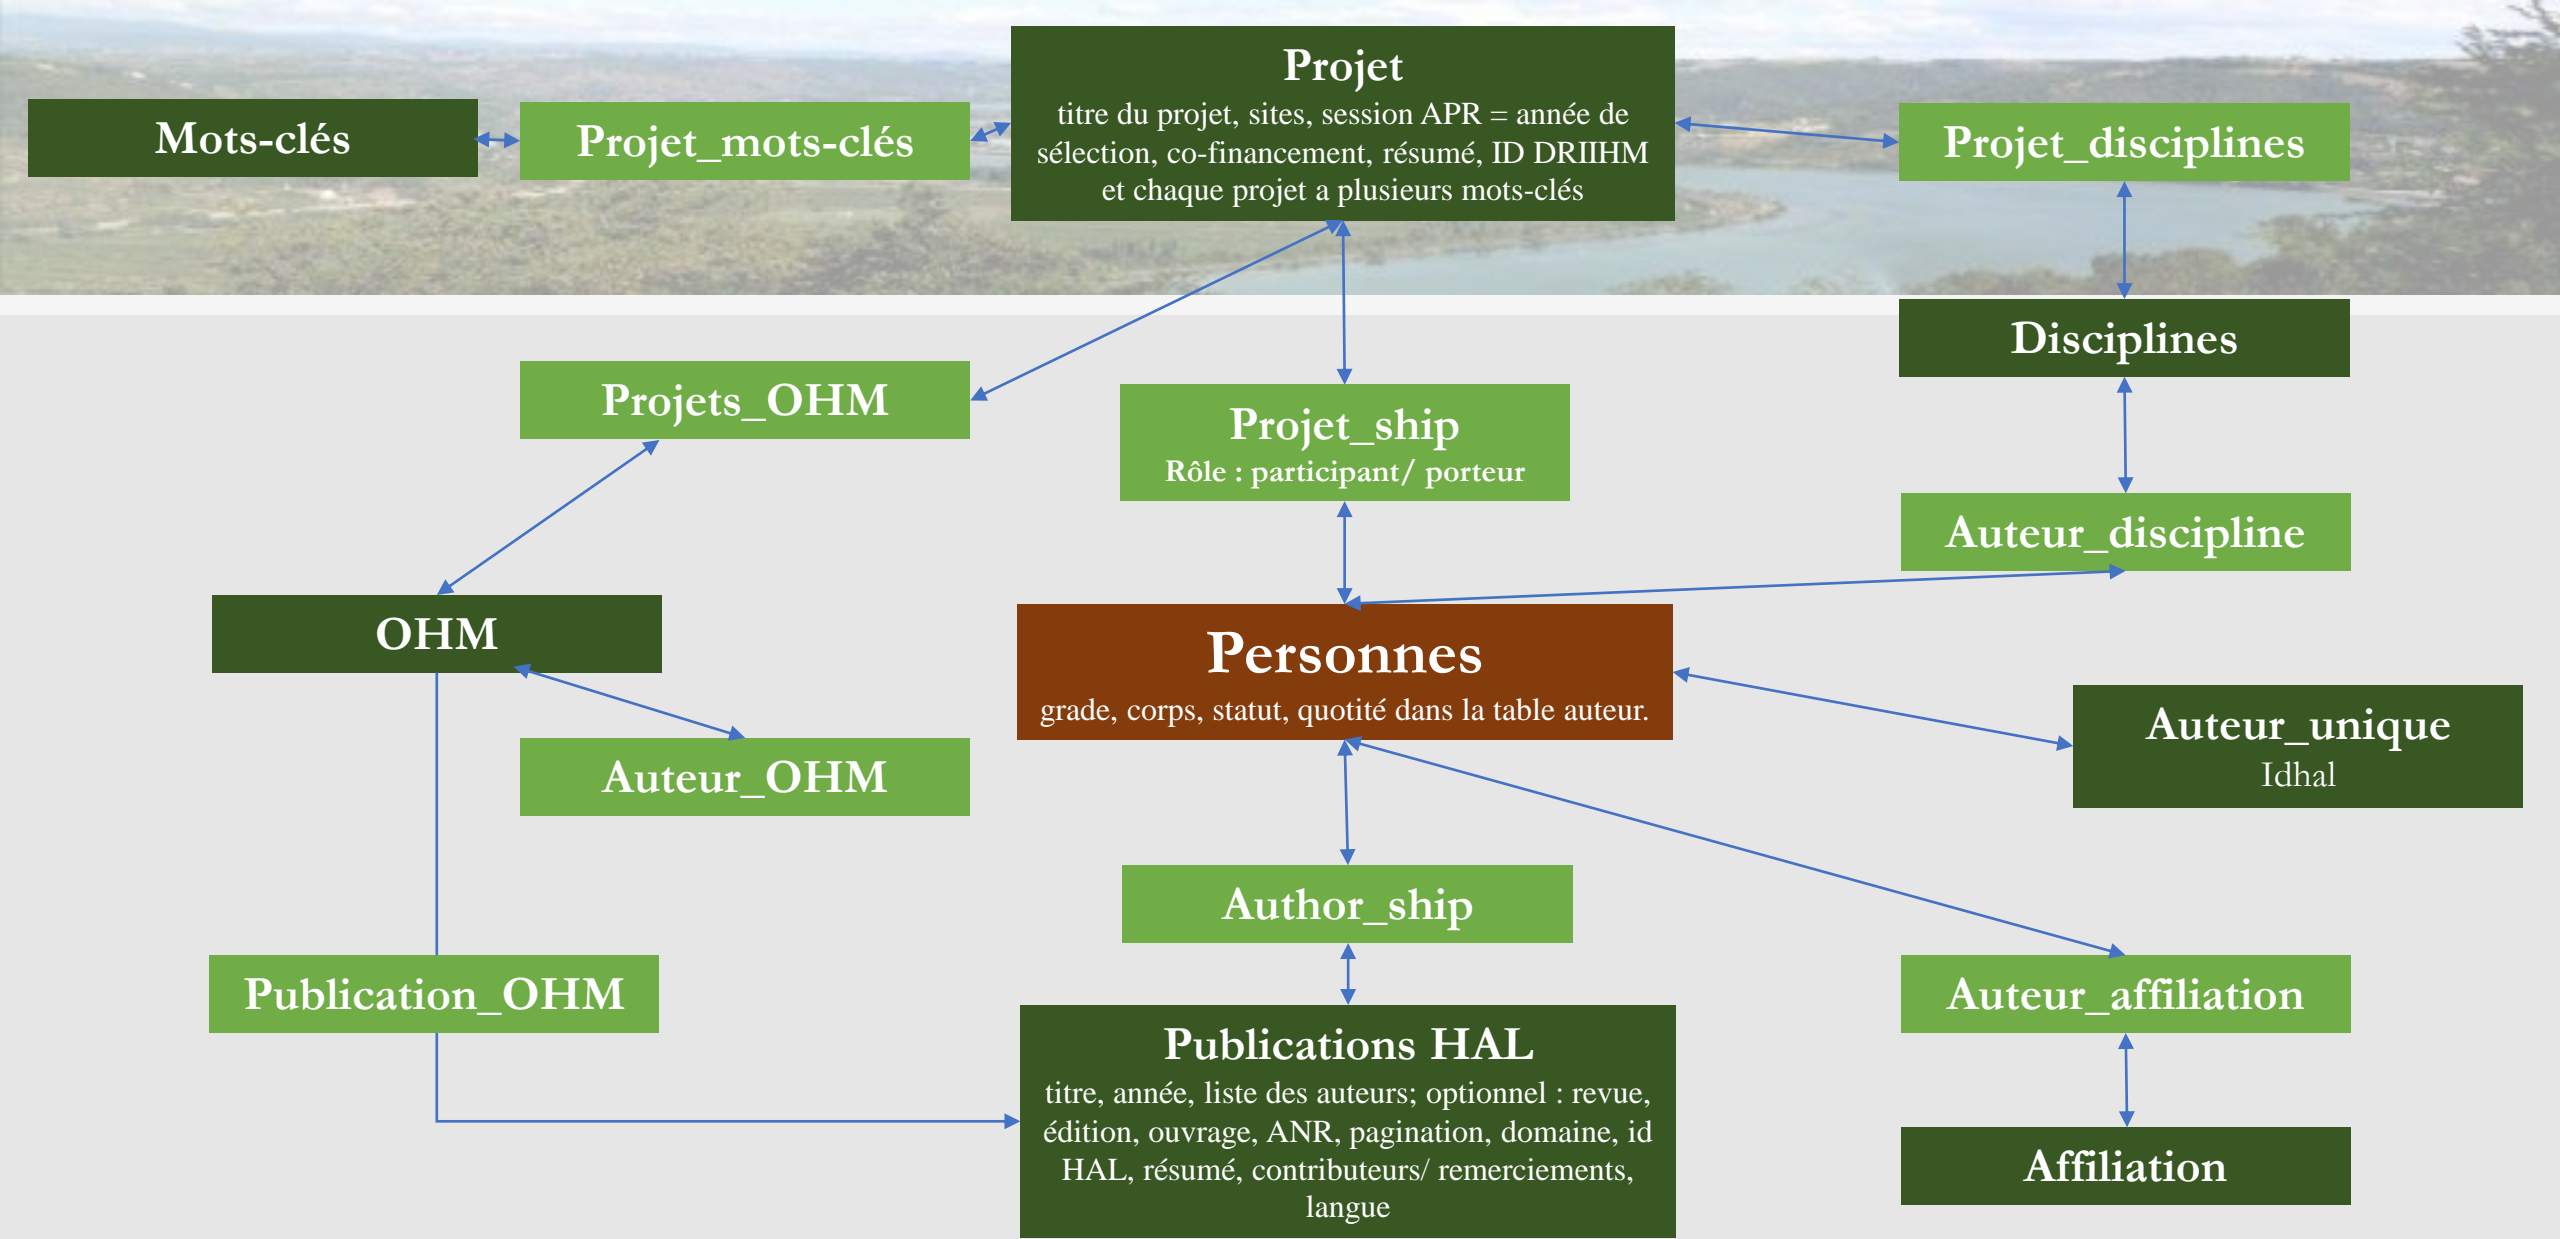 Projet
titre du projet, sites, session APR = année de
sélection, co-financement, résumé, ID DRIIHM
et chaque projet a plusieurs mots-clés
Mots-clés
Projet_mots-clés
Projet_disciplines
Disciplines
Projets_OHM
Projet_ship
Rôle : participant/ porteur
Auteur_discipline
OHM
Personnes
grade, corps, statut, quotité dans la table auteur.
Auteur_unique
Idhal
Auteur_OHM
Author_ship
Publication_OHM
Auteur_affiliation
Publications HAL
titre, année, liste des auteurs; optionnel : revue,
édition, ouvrage, ANR, pagination, domaine, id
HAL, résumé, contributeurs/ remerciements,
langue
Affiliation